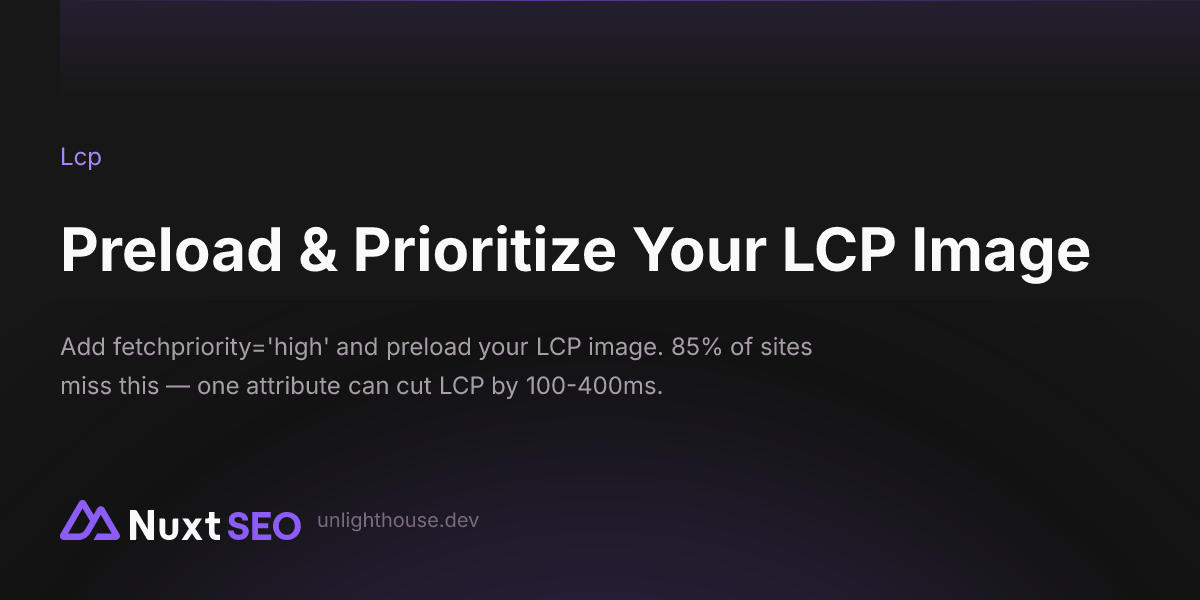 Lcp
Preload & Prioritize Your LCP Image
Add fetchpriority='high' and preload your LCP image. 85% of sites
miss this — one attribute can cut LCP by 100-400ms.
Nuxt SEO unlighthouse.dev